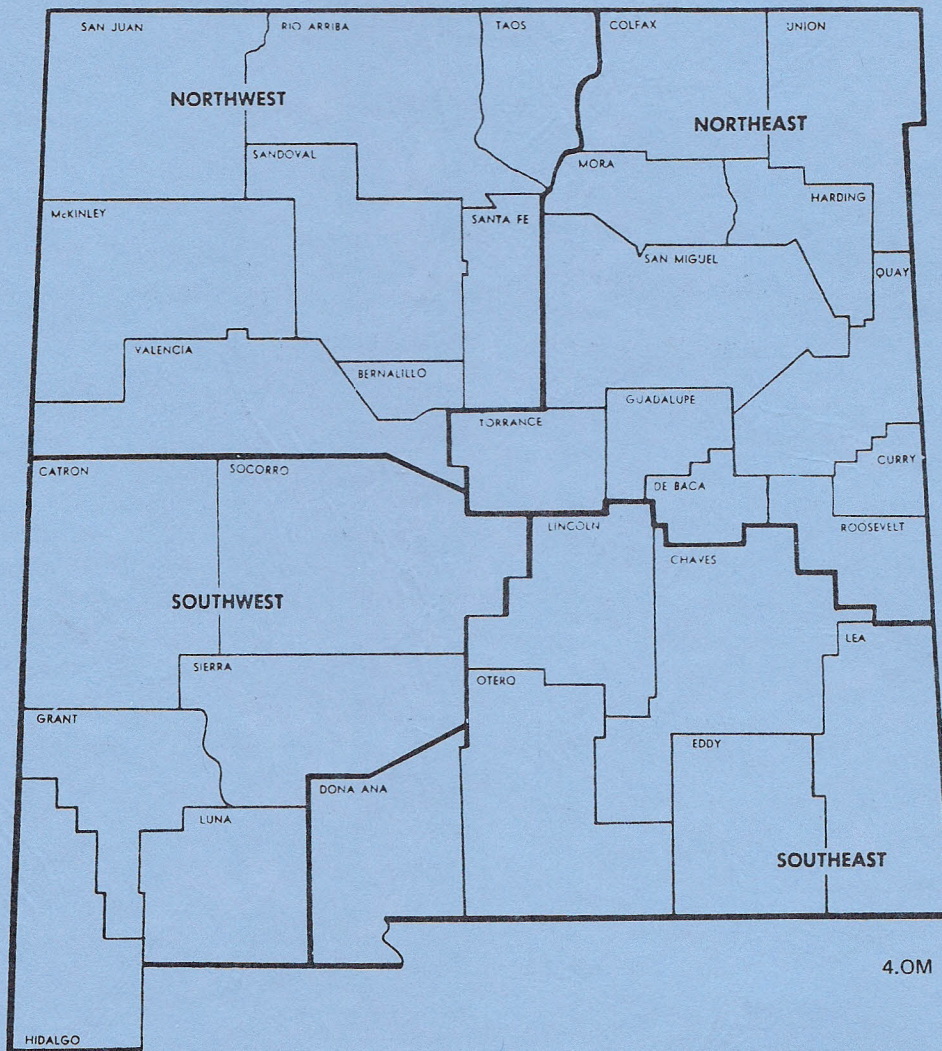 SAN JUAN
RIO ARRIBA
TAOS
COLFAX
UNION
NORTHWEST
NORTHEAST
SANDOVAL
MORA
HARDING
McKINLEY
SANTA FE
SAN MIGUEL
QUAY
VALENCIA
BERNALILLO
GUADALUPE
TORRANCE
CATRON
SOCORRO
DE BACA
CURRY
LINCOLN
ROOSEVELT
CHAVES
SOUTHWEST
LEA
SIERRA
OTERO
GRANT
EDDY
DONA ANA
LUNA
SOUTHEAST
4.0M
HIDALGO